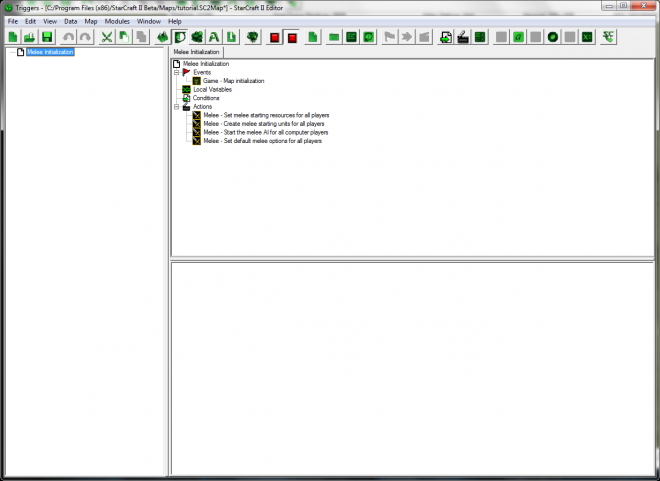 Triggers - [C:/Program Files (x86)/StarCraft II Beta/Maps/tutorial.SC2Map*] - StarCraft II Editor
File Edit View Data Map Modules Window Help
Melee Initialization
Melee Initialization
Melee Initialization
Events
Game - Map initialization
Local Variables
Conditions
Actions
Melee - Set melee starting resources for all players
Melee - Create melee starting units for all players
Melee - Start the melee AI for all computer players
Melee - Set default melee options for all players